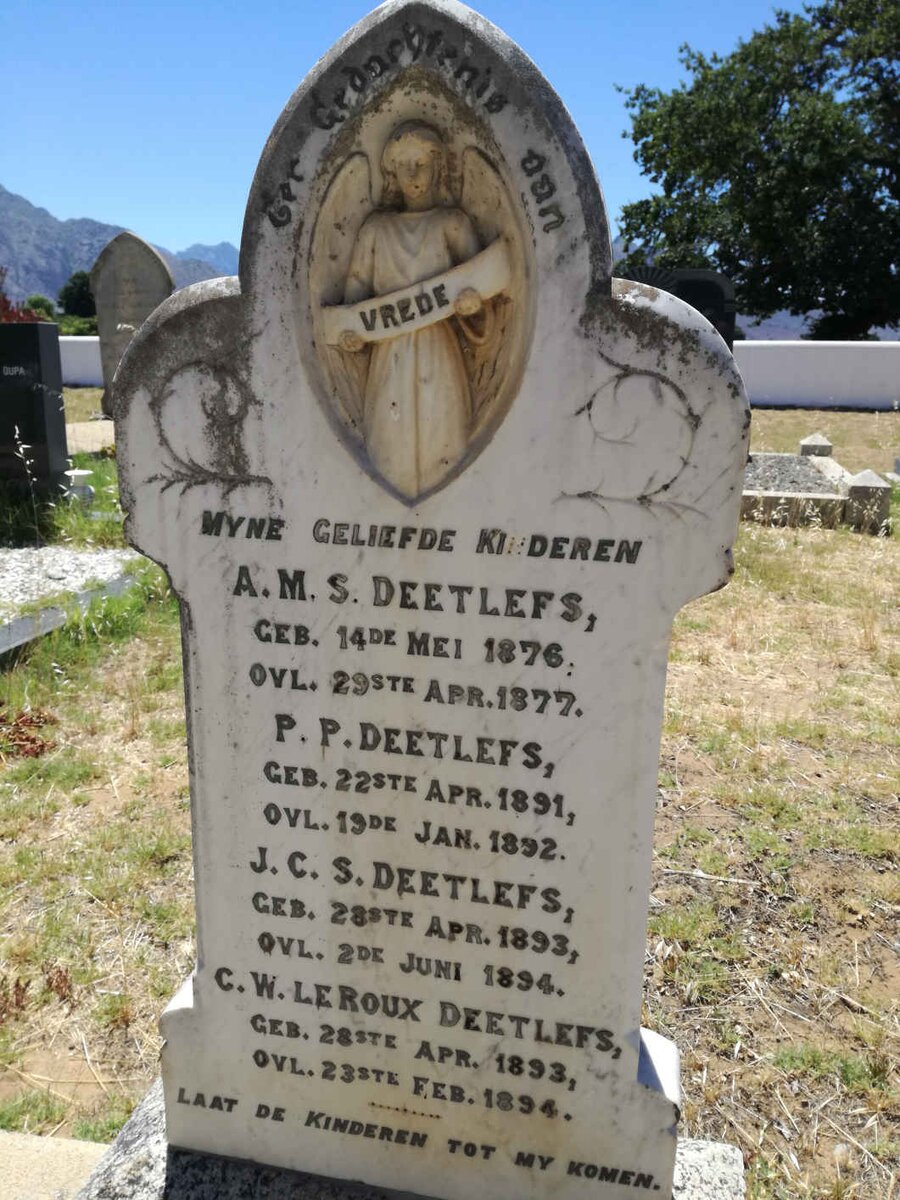 Ter Gedachtenis van
VREDE
OUPA
MYNE GELIEFDE KINDEREN
A. M. S. DEETLEFS,
GEB. 14DE MEI 1876.
OVL. 29STE APR. 1877.
P. P. DEETLEFS,
GEB. 22STE APR. 1891,
OVL. 19DE JAN. 1892.
J. C. S. DEETLEFS,
GEB. 28STE APR. 1893,
OVL. 2DE JUNI 1894.
C. W. LEROUX DEETLEFS,
GEB. 28STE APR. 1893,
OVL. 23STE FEB. 1894.
LAAT DE KINDEREN TOT MY KOMEN.